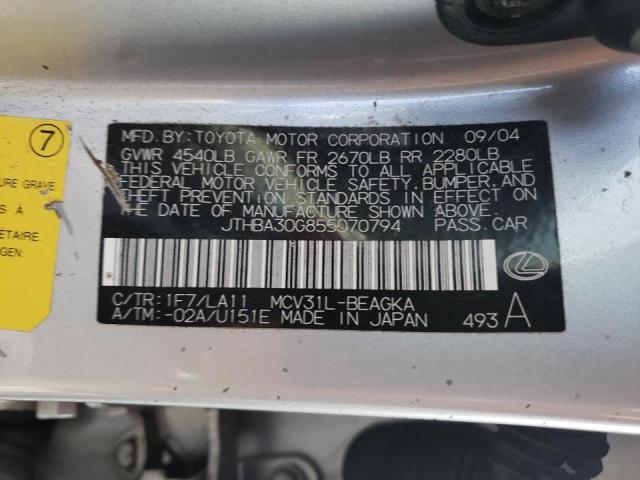 7
URE GRAVE
S À
ÉTAIRE.
GEN:
MFD. BY: TOYOTA MOTOR CORPORATION 09/04
GVWR 4540LB GAWR FR 2670LB RR 2280LB
THIS VEHICLE CONFORMS TO ALL APPLICABLE
FEDERAL MOTOR VEHICLE SAFETY, BUMPER, AND
THEFT PREVENTION STANDARDS IN EFFECT ON
THE DATE OF MANUFACTURE SHOWN ABOVE.
JTHBA30G855070794 PASS. CAR
C/TR: 1F7/LA11 MCV31L-BEAGKA
A/TM: -02A/U151E MADE IN JAPAN 493 A